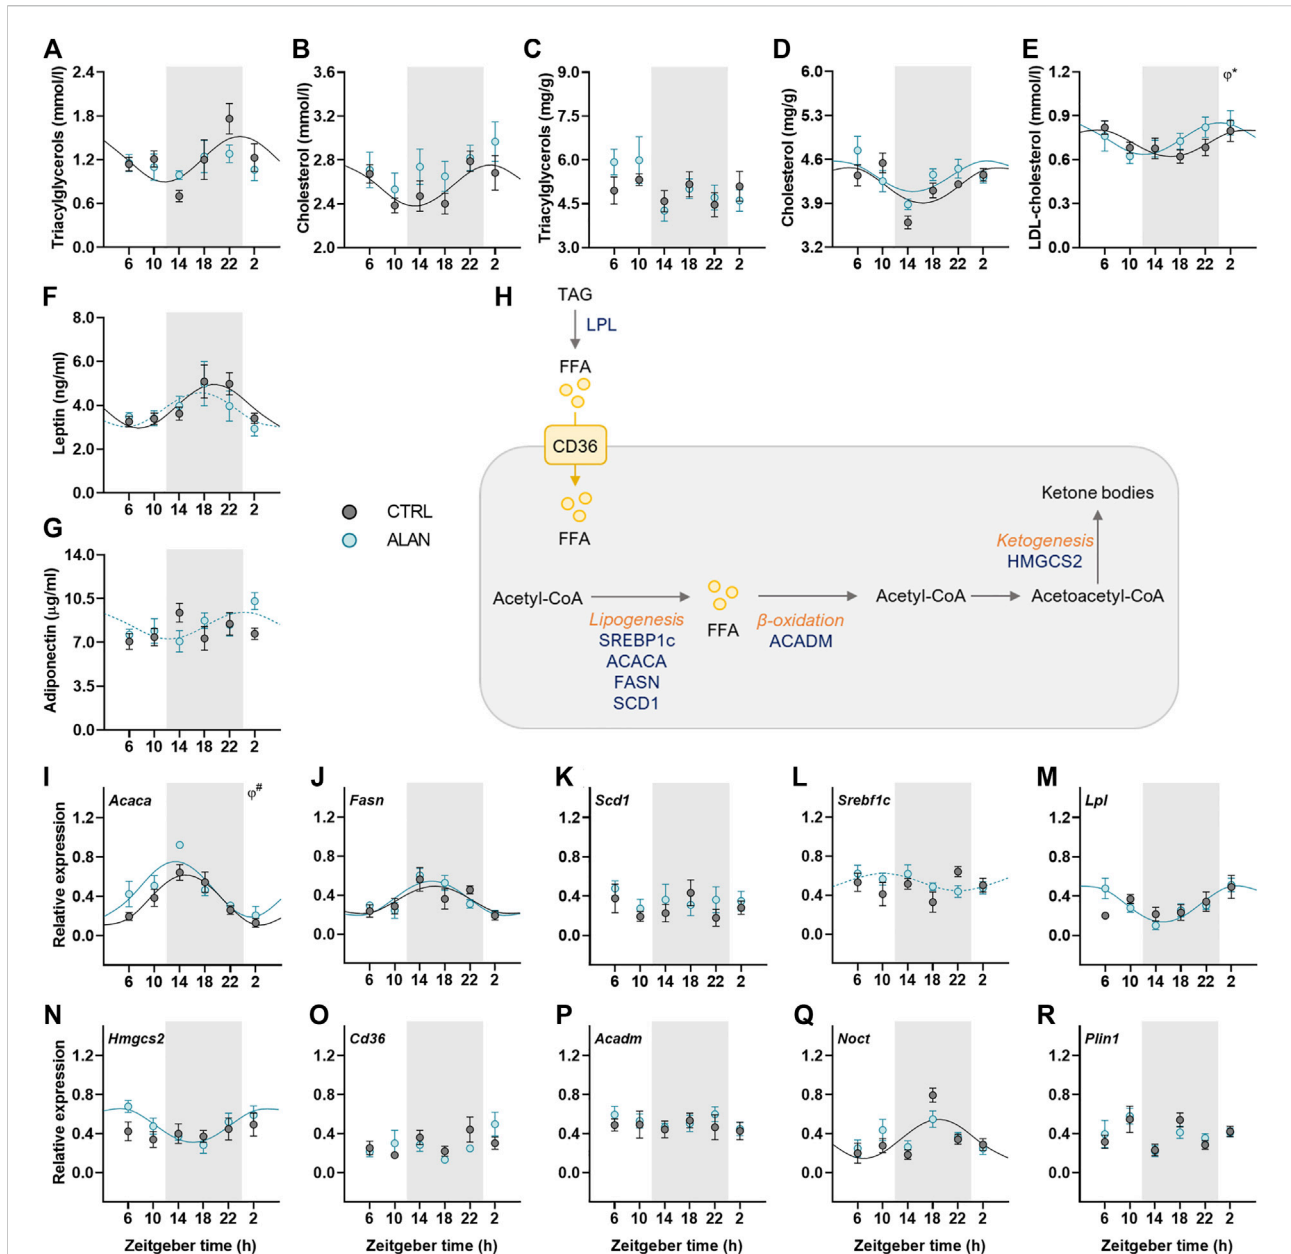 A
B
C
D
E
Triacylglycerols (mmol/l)
2.4
1.8
1.2
0.6
0.0
6 10 14 18 22 2
Cholesterol (mmol/l)
3.6
3.2
2.8
2.4
2.0
6 10 14 18 22 2
Triacylglycerols (mg/g)
9.0
7.5
6.0
4.5
3.0
6 10 14 18 22 2
Cholesterol (mg/g)
6.0
5.3
4.6
3.9
3.2
6 10 14 18 22 2
LDL-cholesterol (mmol/l)
φ*
1.2
0.9
0.6
0.3
0.0
6 10 14 18 22 2
F
Leptin (ng/ml)
8.0
6.0
4.0
2.0
0.0
6 10 14 18 22 2
G
Adiponectin (μg/ml)
14.0
10.5
7.0
3.5
0.0
6 10 14 18 22 2
CTRL
ALAN
H
TAG
LPL
FFA
CD36
FFA
Ketone bodies
Ketogenesis
HMGCS2
Acetyl-CoA
Lipogenesis
SREBP1c
ACACA
FASN
SCD1
FFA
β-oxidation
ACADM
Acetyl-CoA
Acetoacetyl-CoA
I
J
K
L
M
Relative expression
Acaca
φ#
1.2
0.8
0.4
0.0
6 10 14 18 22 2
Fasn
1.2
0.8
0.4
0.0
6 10 14 18 22 2
Scd1
1.2
0.8
0.4
0.0
6 10 14 18 22 2
Srebf1c
1.2
0.8
0.4
0.0
6 10 14 18 22 2
Lpl
1.2
0.8
0.4
0.0
6 10 14 18 22 2
N
O
P
Q
R
Relative expression
Hmgcs2
1.2
0.8
0.4
0.0
6 10 14 18 22 2
Zeitgeber time (h)
Cd36
1.2
0.8
0.4
0.0
6 10 14 18 22 2
Zeitgeber time (h)
Acadm
1.2
0.8
0.4
0.0
6 10 14 18 22 2
Zeitgeber time (h)
Noct
1.2
0.8
0.4
0.0
6 10 14 18 22 2
Zeitgeber time (h)
Plin1
1.2
0.8
0.4
0.0
6 10 14 18 22 2
Zeitgeber time (h)